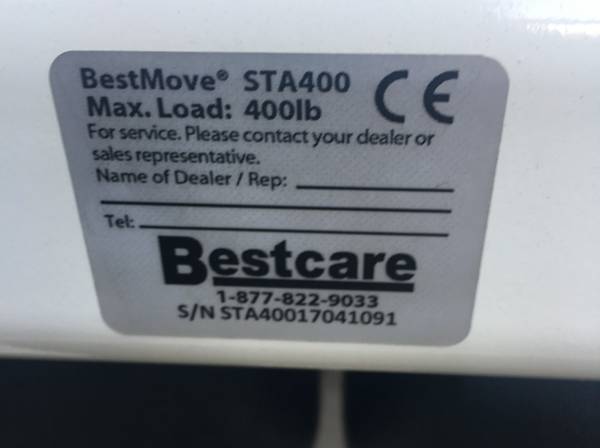 BestMove® STA400 CE
Max. Load: 400lb
For service. Please contact your dealer or
sales representative.
Name of Dealer / Rep:
Tel:
Bestcare
1-877-822-9033
S/N STA40017041091